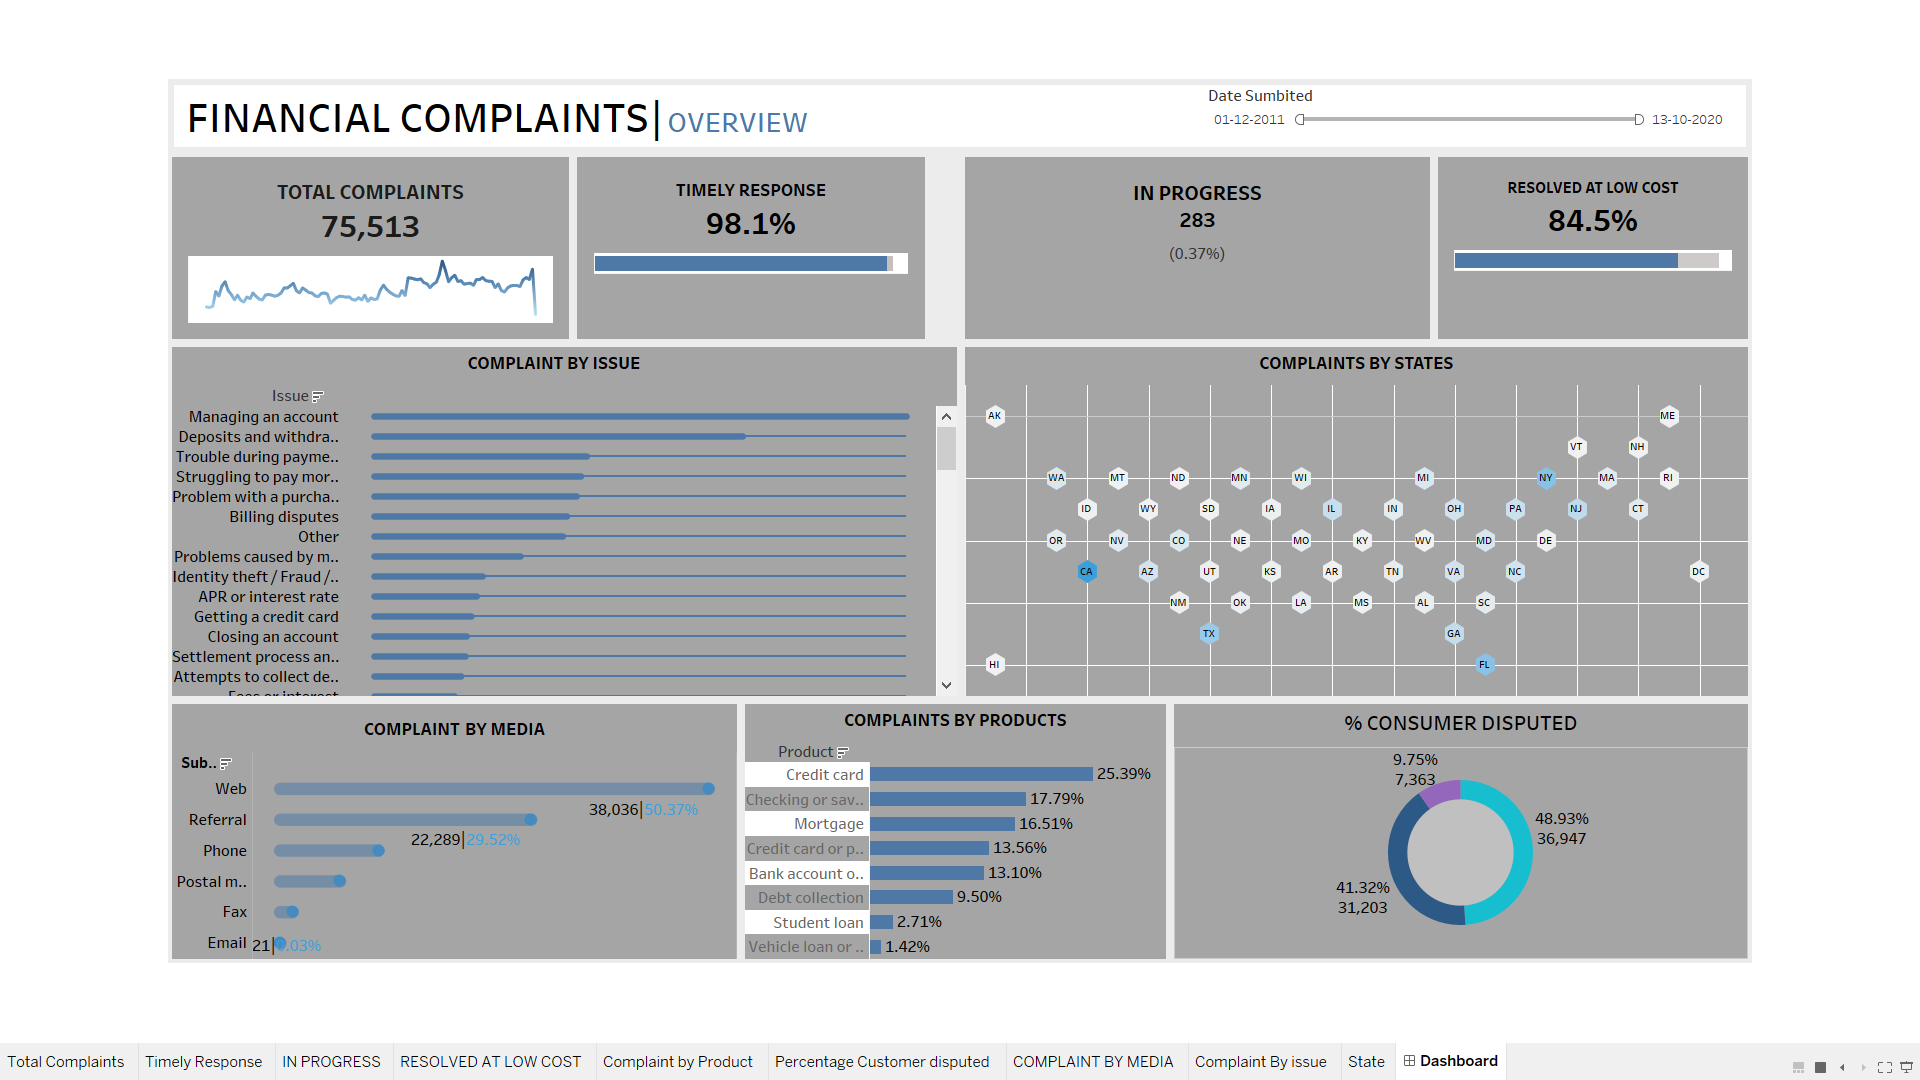 FINANCIAL COMPLAINTS| OVERVIEW
Date Sumbited
01-12-2011 13-10-2020
TOTAL COMPLAINTS
75,513
TIMELY RESPONSE
98.1%
IN PROGRESS
283
(0.37%)
RESOLVED AT LOW COST
84.5%
COMPLAINT BY ISSUE
Issue
Managing an account
Deposits and withdra..
Trouble during payme..
Struggling to pay mor..
Problem with a purcha..
Billing disputes
Other
Problems caused by m..
Identity theft / Fraud /..
APR or interest rate
Getting a credit card
Closing an account
Settlement process an..
Attempts to collect de..
Fees or interest
COMPLAINTS BY STATES
AK ME
VT NH
WA MT ND MN WI MI NY MA RI
ID WY SD IA IL IN OH PA NJ CT
OR NV CO NE MO KY WV MD DE
CA AZ UT KS AR TN VA NC DC
NM OK LA MS AL SC
TX GA
HI FL
COMPLAINT BY MEDIA
Sub..
Web
38,036|50.37%
Referral
22,289|29.52%
Phone
Postal m..
Fax
Email 21|0.03%
COMPLAINTS BY PRODUCTS
Product
Credit card 25.39%
Checking or sav.. 17.79%
Mortgage 16.51%
Credit card or p.. 13.56%
Bank account o.. 13.10%
Debt collection 9.50%
Student loan 2.71%
Vehicle loan or .. 1.42%
% CONSUMER DISPUTED
9.75%
7,363
48.93%
36,947
41.32%
31,203
Total Complaints Timely Response IN PROGRESS RESOLVED AT LOW COST Complaint by Product Percentage Customer disputed COMPLAINT BY MEDIA Complaint By issue State Dashboard